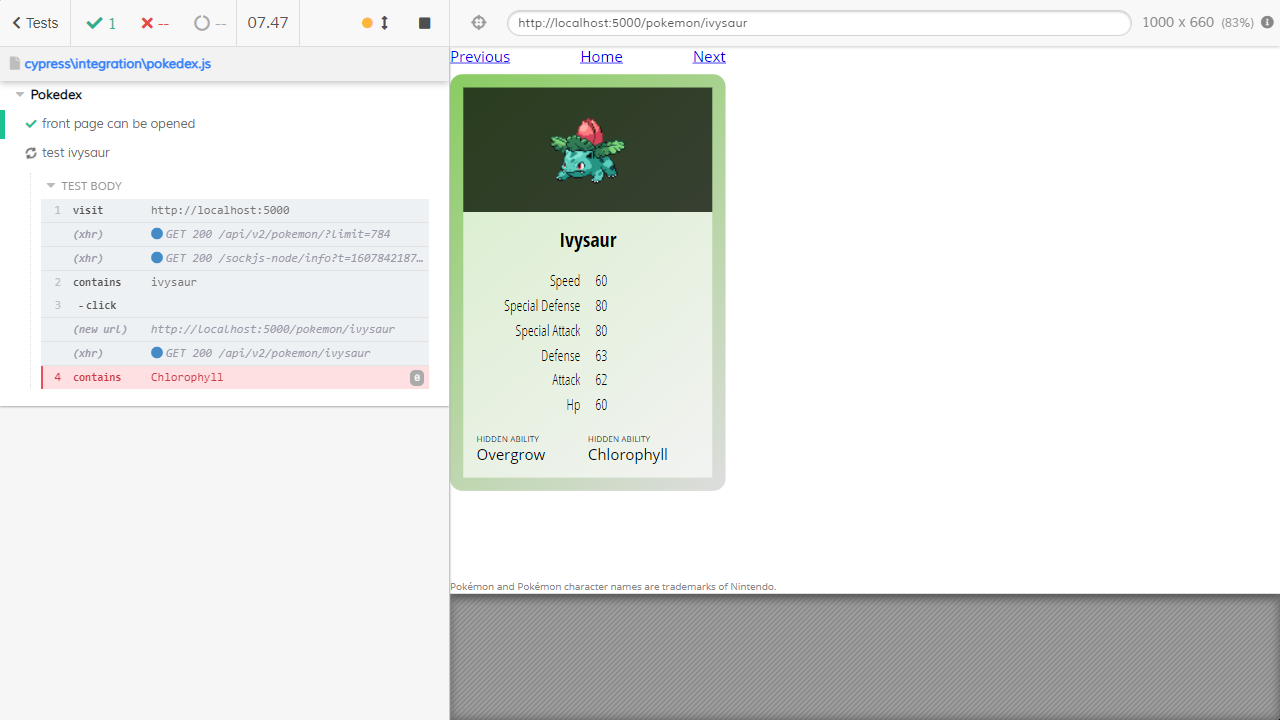 Tests
1
--
--
07.47
http://localhost:5000/pokemon/ivysaur
1000 x 660 (83%)
cypress\integration\pokedex.js
Pokedex
front page can be opened
test ivysaur
TEST BODY
1 visit http://localhost:5000
(xhr) GET 200 /api/v2/pokemon/?limit=784
(xhr) GET 200 /sockjs-node/info?t=1607842187…
2 contains ivysaur
3 - click
(new url) http://localhost:5000/pokemon/ivysaur
(xhr) GET 200 /api/v2/pokemon/ivysaur
4 contains Chlorophyll 0
Previous Home Next
Ivysaur
Speed 60
Special Defense 80
Special Attack 80
Defense 63
Attack 62
Hp 60
HIDDEN ABILITY HIDDEN ABILITY
Overgrow Chlorophyll
Pokémon and Pokémon character names are trademarks of Nintendo.